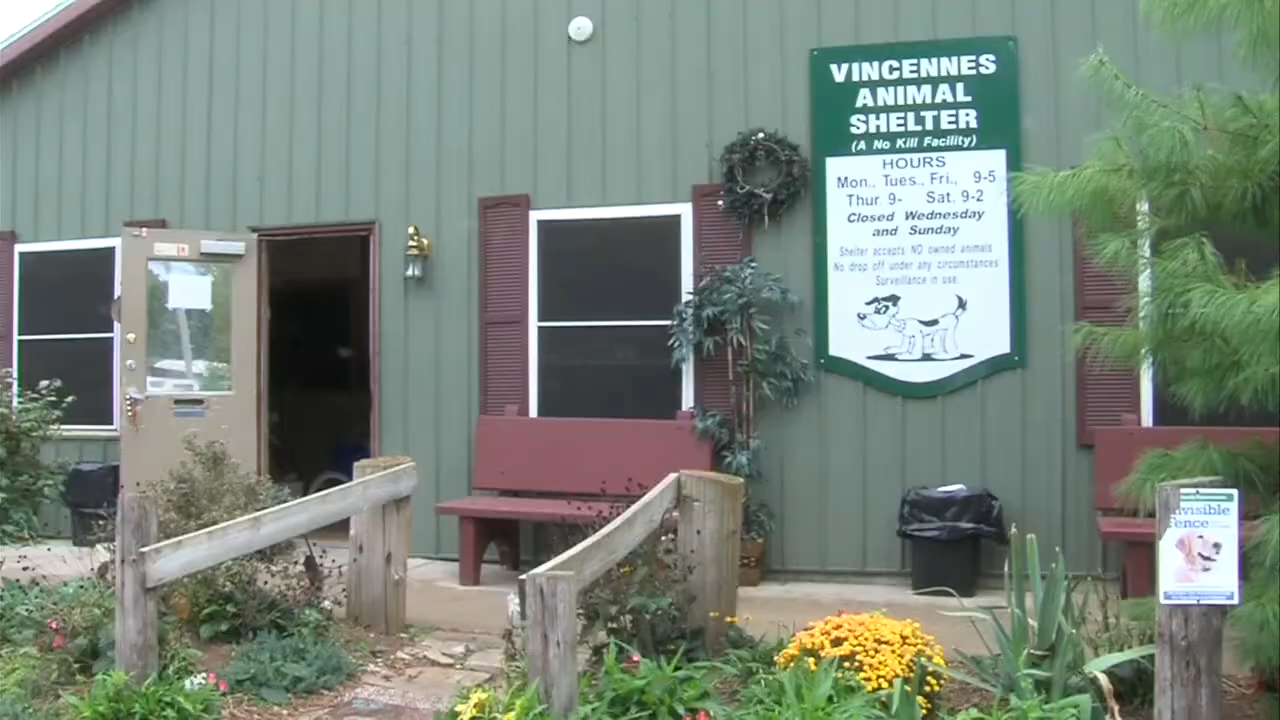 VINCENNES
ANIMAL
SHELTER
(A No Kill Facility)
HOURS
Mon., Tues., Fri., 9-5
Thur. 9- Sat. 9-2
Closed Wednesday
and Sunday
Shelter accepts NO owned animals
No drop off under any circumstances
Surveillance in use.
Invisible
Fence